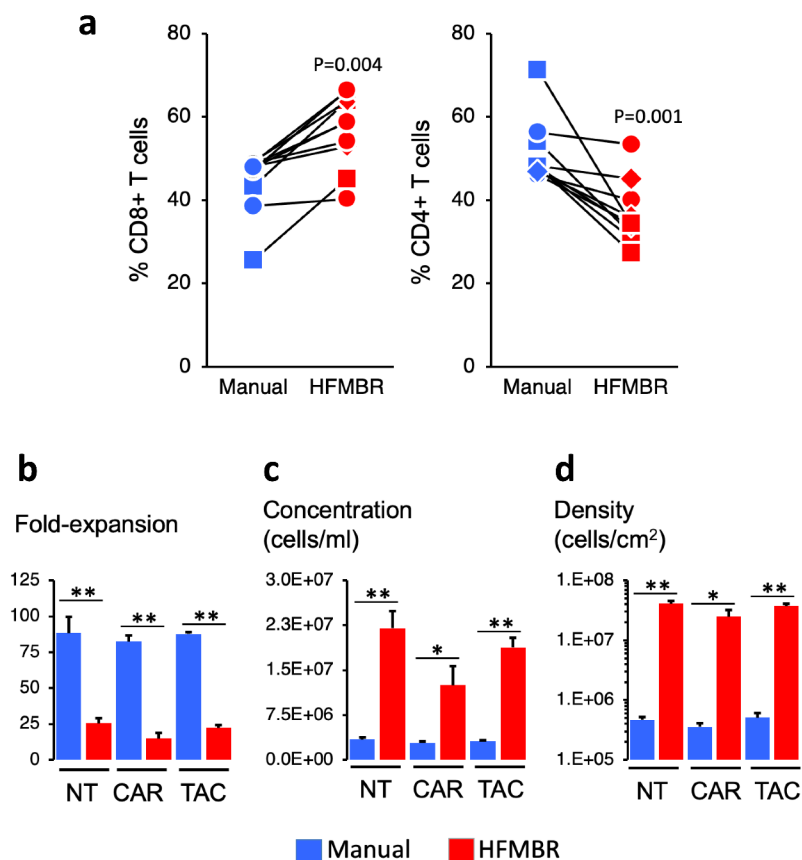 a
80
60
40
20
0
% CD8+ T cells
P=0.004
Manual HFMBR
80
60
40
20
0
% CD4+ T cells
P=0.001
Manual HFMBR
b
Fold-expansion
125
100
75
50
25
0
**
**
**
NT CAR TAC
c
Concentration
(cells/ml)
3.0E+07
2.3E+07
1.5E+07
7.5E+06
0.0E+00
**
*
**
NT CAR TAC
d
Density
(cells/cm²)
1.E+08
1.E+07
1.E+06
1.E+05
**
*
**
NT CAR TAC
Manual HFMBR